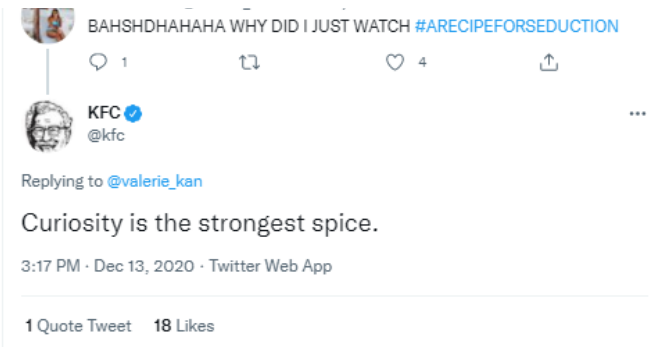 BAHSHDHAHAHA WHY DID I JUST WATCH #ARECIPEFORSEDUCTION
1 4
KFC
@kfc
Replying to @valerie_kan
Curiosity is the strongest spice.
3:17 PM · Dec 13, 2020 · Twitter Web App
1 Quote Tweet 18 Likes